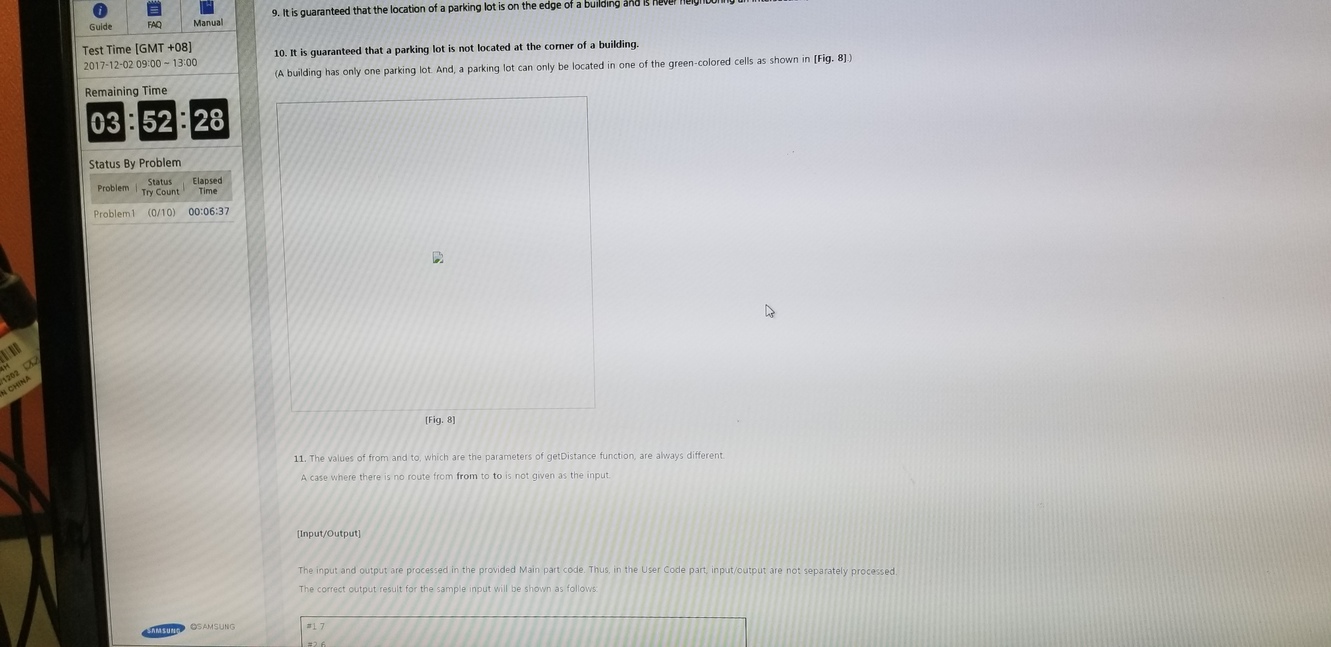 Guide
FAQ
Manual
Test Time [GMT +08]
2017-12-02 09:00 ~ 13:00
Remaining Time
03:52:28
Status By Problem
Problem | Status Try Count | Elapsed Time
Problem1 (0/10) 00:06:37
SAMSUNG
©SAMSUNG
9. It is guaranteed that the location of a parking lot is on the edge of a building and is never neighboring
10. It is guaranteed that a parking lot is not located at the corner of a building.
(A building has only one parking lot. And, a parking lot can only be located in one of the green-colored cells as shown in [Fig. 8].)
[Fig. 8]
11. The values of from and to, which are the parameters of getDistance function, are always different.
A case where there is no route from from to to is not given as the input.
[Input/Output]
The input and output are processed in the provided Main part code. Thus, in the User Code part, input/output are not separately processed.
The correct output result for the sample input will be shown as follows:
#1 7
#2 6